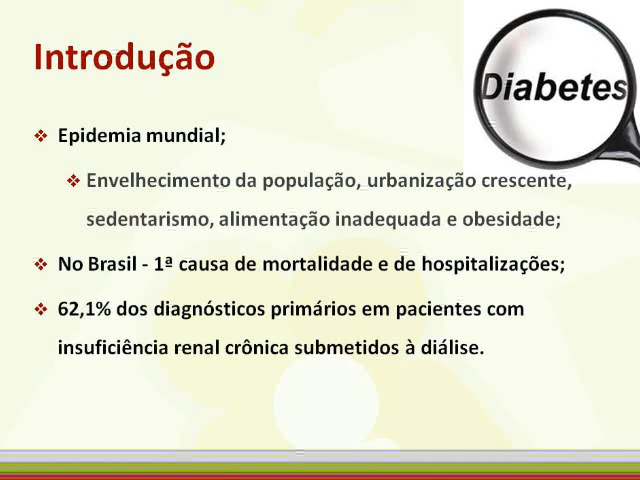 Introdução
Diabetes
Epidemia mundial;
Envelhecimento da população, urbanização crescente,
sedentarismo, alimentação inadequada e obesidade;
No Brasil - 1ª causa de mortalidade e de hospitalizações;
62,1% dos diagnósticos primários em pacientes com
insuficiência renal crônica submetidos à diálise.